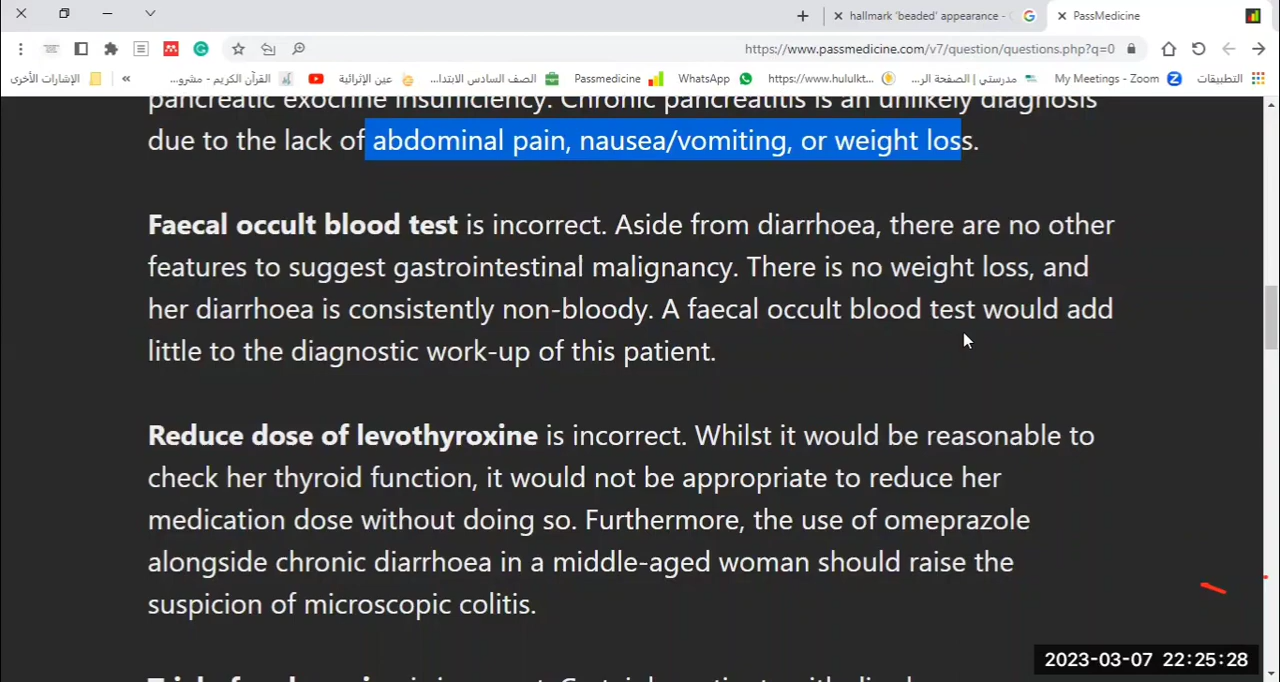 hallmark 'beaded' appearance -
PassMedicine
https://www.passmedicine.com/v7/question/questions.php?q=0
الإشارات الأخرى
»
القرآن الكريم - مشرو...
عين الإثرائية
الصف السادس الابتدا...
Passmedicine
WhatsApp
https://www.hululkt...
مدرستي | الصفحة الر...
My Meetings - Zoom
التطبيقات
pancreatic exocrine insufficiency. Chronic pancreatitis is an unlikely diagnosis
due to the lack of abdominal pain, nausea/vomiting, or weight loss.
Faecal occult blood test is incorrect. Aside from diarrhoea, there are no other
features to suggest gastrointestinal malignancy. There is no weight loss, and
her diarrhoea is consistently non-bloody. A faecal occult blood test would add
little to the diagnostic work-up of this patient.
Reduce dose of levothyroxine is incorrect. Whilst it would be reasonable to
check her thyroid function, it would not be appropriate to reduce her
medication dose without doing so. Furthermore, the use of omeprazole
alongside chronic diarrhoea in a middle-aged woman should raise the
suspicion of microscopic colitis.
2023-03-07 22:25:28